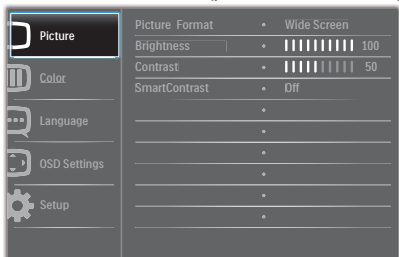 Picture
Color
Language
OSD Settings
Setup
Picture Format • Wide Screen
Brightness • 100
Contrast • 50
SmartContrast • Off
•
•
•
•
•
•